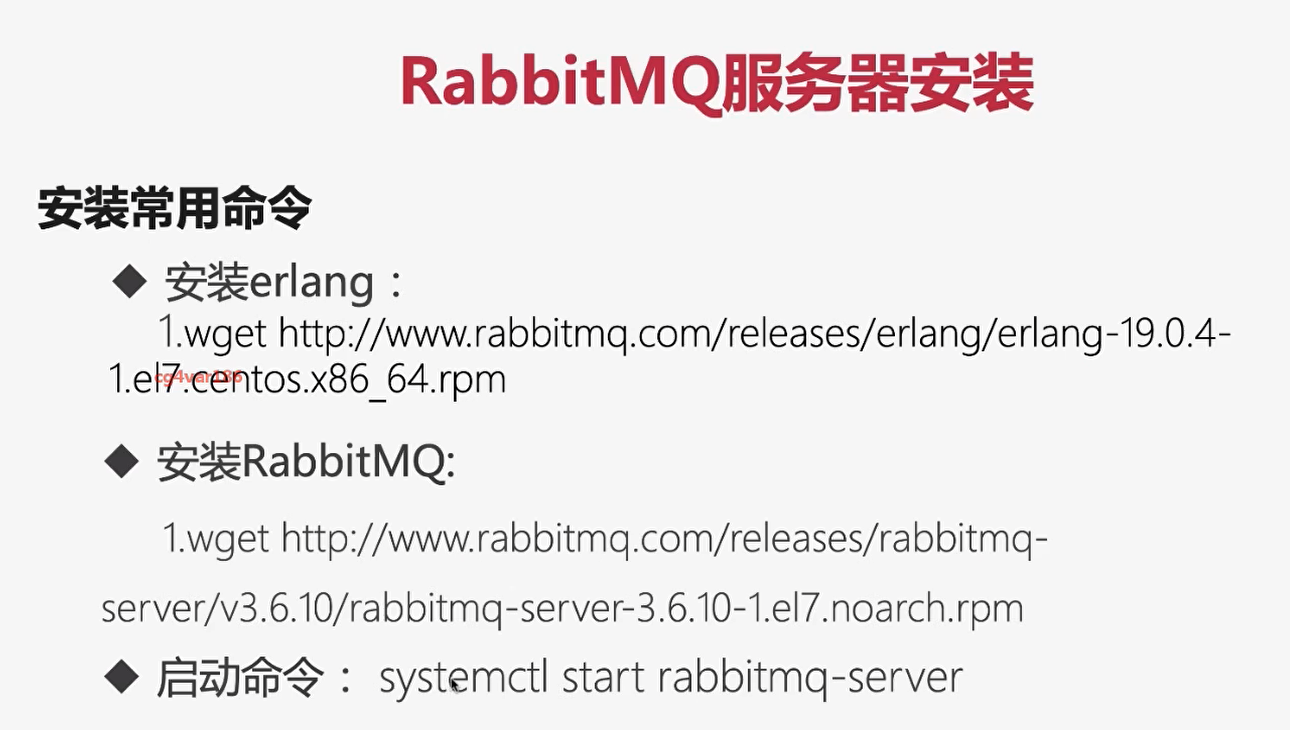 RabbitMQ服务器安装
安装常用命令
◆ 安装erlang：
1.wget http://www.rabbitmq.com/releases/erlang/erlang-19.0.4-
1.el7.centos.x86_64.rpm
cg4var186
◆ 安装RabbitMQ:
1.wget http://www.rabbitmq.com/releases/rabbitmq-
server/v3.6.10/rabbitmq-server-3.6.10-1.el7.noarch.rpm
◆ 启动命令： systemctl start rabbitmq-server